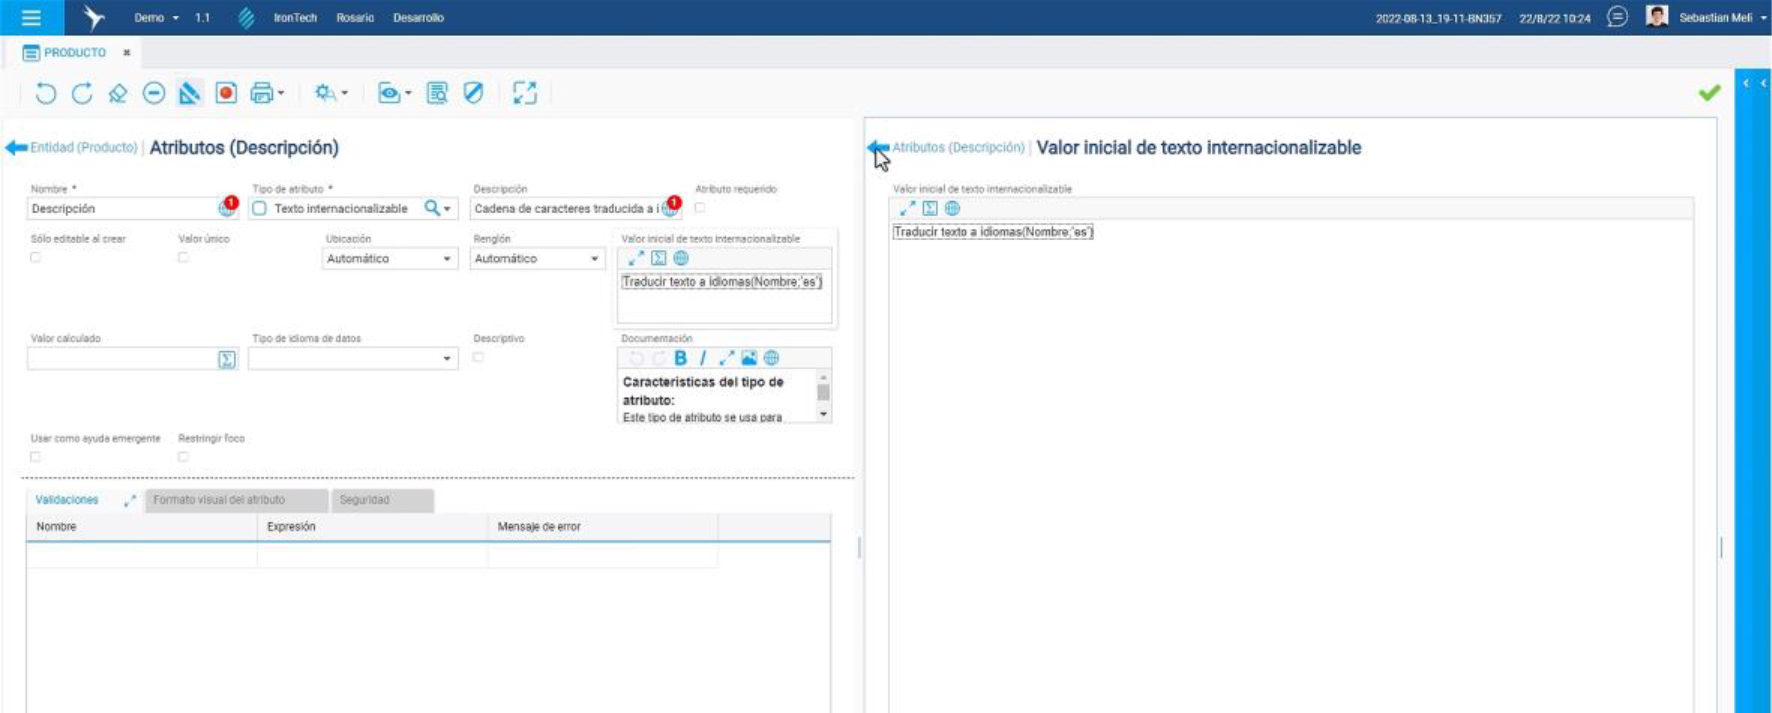 Demo 1.1 IronTech Rosario Desarrollo 2022-08-13_19-11-BN357 22/8/22 10:24 Sebastian Meli
PRODUCTO
Entidad (Producto) | Atributos (Descripción)
Nombre * Tipo de atributo * Descripción Atributo requerido
Descripción 1 Texto internacionalizable Cadena de caracteres traducida a i 1
Sólo editable al crear Valor único Ubicación Renglón Valor inicial de texto internacionalizable
Automático Automático
Traducir texto a idiomas(Nombre;'es')
Valor calculado Tipo de idioma de datos Descriptivo Documentación
B I
Características del tipo de
atributo:
Este tipo de atributo se usa para
Usar como ayuda emergente Restringir foco
Validaciones Formato visual del atributo Seguridad
Nombre Expresión Mensaje de error
Atributos (Descripción) | Valor inicial de texto internacionalizable
Valor inicial de texto internacionalizable
Traducir texto a idiomas(Nombre;'es')